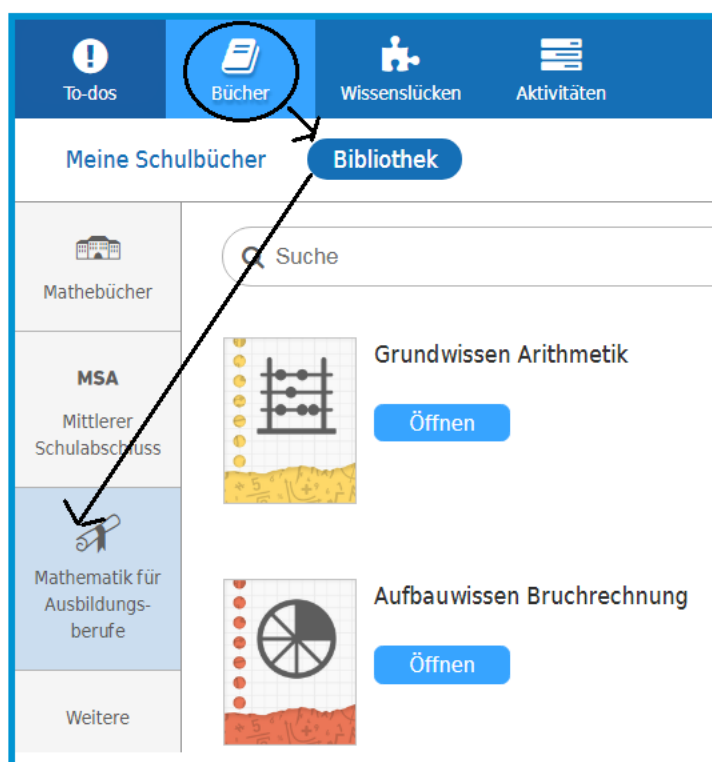 To-dos
Bücher
Wissenslücken
Aktivitäten
Meine Schulbücher
Bibliothek
Mathebücher
MSA
Mittlerer
Schulabschluss
Mathematik für
Ausbildungs-
berufe
Weitere
Suche
Grundwissen Arithmetik
Öffnen
Aufbauwissen Bruchrechnung
Öffnen